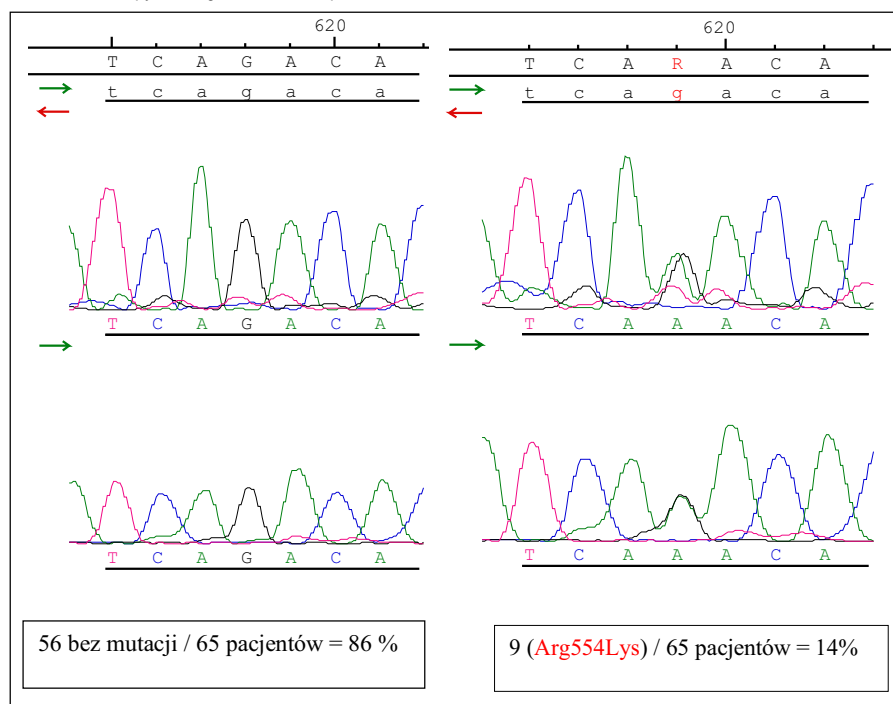 620
T C A G A C A
t c a g a c a
T C A G A C A
T C A G A C A
56 bez mutacji / 65 pacjentów = 86 %
620
T C A R A C A
t c a g a c a
T C A A A C A
T C A A A C A
9 (Arg554Lys) / 65 pacjentów = 14%